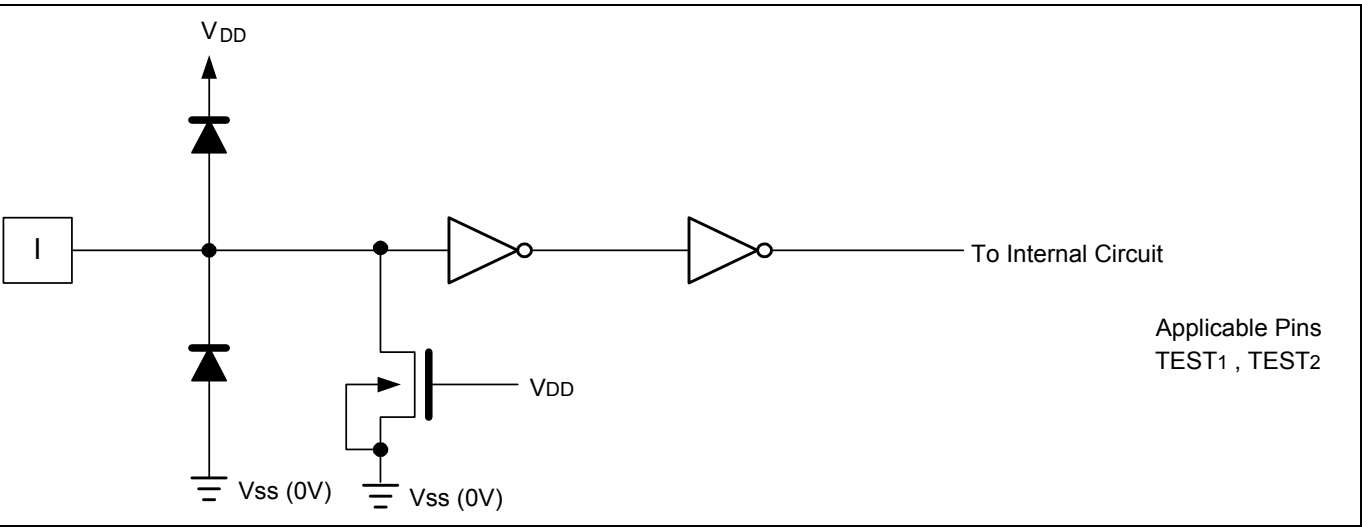 VDD
I
To Internal Circuit
Applicable Pins
TEST1 , TEST2
VDD
Vss (0V)
Vss (0V)